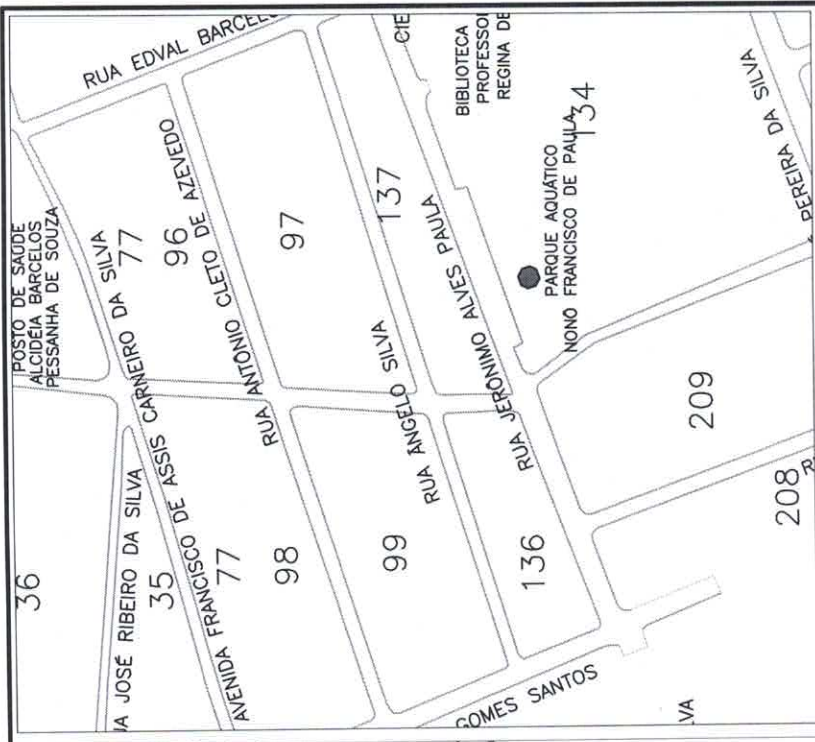 RUA EDVAL BARCEL
CIE
BIBLIOTECA
PROFESSO
REGINA DE
134
PARQUE AQUÁTICO
NONO FRANCISCO DE PAULA
PEREIRA DA SILVA
POSTO DE SAÚDE
ALCIDÉIA BARCELOS
PESSANHA DE SOUZA
77
96
97
137
RUA ANTONIO CLETO DE AZEVEDO
RUA ANGELO SILVA
RUA JERONIMO ALVES PAULA
AVENIDA FRANCISCO DE ASSIS CARNEIRO DA SILVA
36
UA JOSÉ RIBEIRO DA SILVA
35
77
98
99
136
209
208
R
GOMES SANTOS
VA